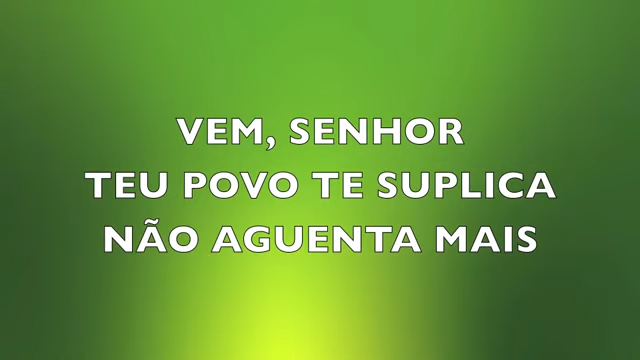 VEM, SENHOR
TEU POVO TE SUPLICA
NÃO AGUENTA MAIS